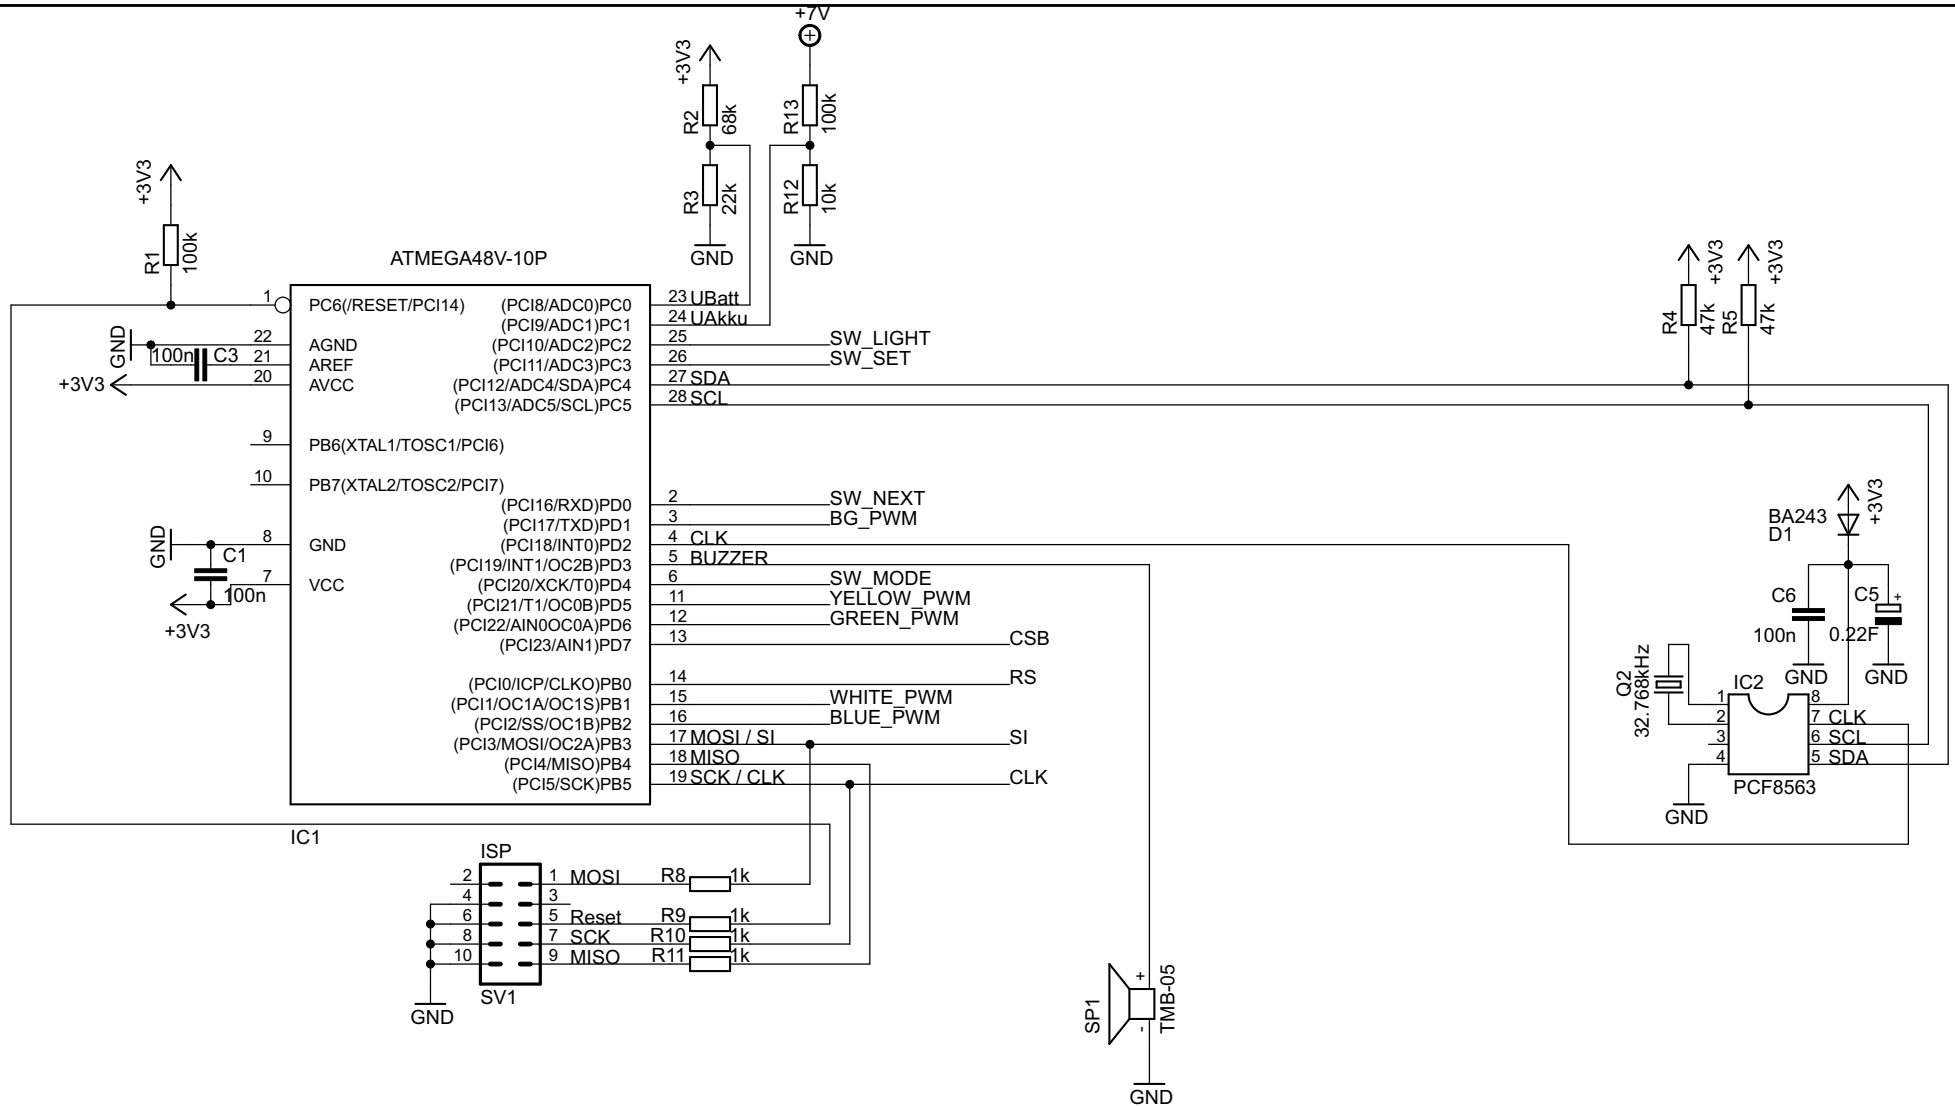 +7V
+3V3
R2
68k
R13
100k
R3
22k
R12
10k
GND
GND
+3V3
R1
100k
ATMEGA48V-10P
+3V3
+3V3
R4
47k
R5
47k
1 PC6(/RESET/PCI14)
GND
22 AGND
100n C3 21 AREF
+3V3 20 AVCC
9 PB6(XTAL1/TOSC1/PCI6)
10 PB7(XTAL2/TOSC2/PCI7)
GND
8 GND
C1
100n
7 VCC
+3V3
(PCI8/ADC0)PC0 23 UBatt
(PCI9/ADC1)PC1 24 UAkku
(PCI10/ADC2)PC2 25 SW_LIGHT
(PCI11/ADC3)PC3 26 SW_SET
(PCI12/ADC4/SDA)PC4 27 SDA
(PCI13/ADC5/SCL)PC5 28 SCL
(PCI16/RXD)PD0 2 SW_NEXT
(PCI17/TXD)PD1 3 BG_PWM
(PCI18/INT0)PD2 4 CLK
(PCI19/INT1/OC2B)PD3 5 BUZZER
(PCI20/XCK/T0)PD4 6 SW_MODE
(PCI21/T1/OC0B)PD5 11 YELLOW_PWM
(PCI22/AIN0OC0A)PD6 12 GREEN_PWM
(PCI23/AIN1)PD7 13 CSB
(PCI0/ICP/CLKO)PB0 14 RS
(PCI1/OC1A/OC1S)PB1 15 WHITE_PWM
(PCI2/SS/OC1B)PB2 16 BLUE_PWM
(PCI3/MOSI/OC2A)PB3 17 MOSI / SI SI
(PCI4/MISO)PB4 18 MISO
(PCI5/SCK)PB5 19 SCK / CLK CLK
IC1
BA243
D1
+3V3
C6
100n
C5 +
0.22F
GND
GND
Q2
32.768kHz
IC2
1 8
2 7 CLK
3 6 SCL
4 5 SDA
PCF8563
GND
ISP
2 1 MOSI R8 1k
4 3
6 5 Reset R9 1k
8 7 SCK R10 1k
10 9 MISO R11 1k
SV1
GND
SP1
+
-
TMB-05
GND